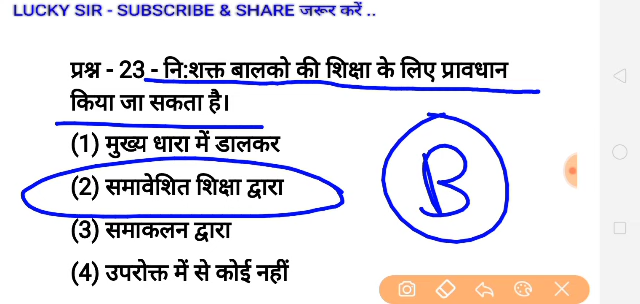 LUCKY SIR - SUBSCRIBE & SHARE जरूर करें ..
प्रश्न - 23 - नि:शक्त बालको की शिक्षा के लिए प्रावधान
किया जा सकता है।
(1) मुख्य धारा में डालकर
(2) समावेशित शिक्षा द्वारा
B
(3) समाकलन द्वारा
(4) उपरोक्त में से कोई नहीं